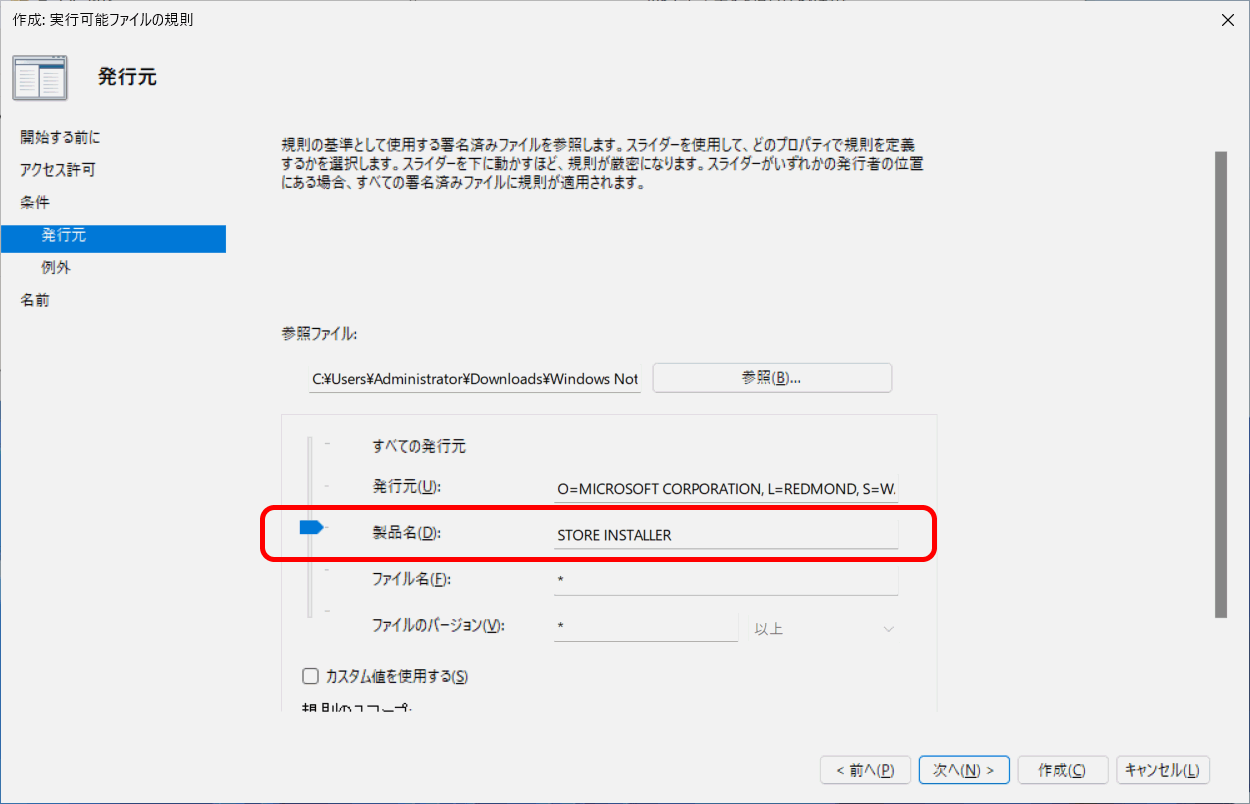 作成: 実行可能ファイルの規則
発行元
開始する前に
アクセス許可
条件
発行元
例外
名前
規則の基準として使用する署名済みファイルを参照します。スライダーを使用して、どのプロパティで規則を定義
するかを選択します。スライダーを下に動かすほど、規則が厳密になります。スライダーがいずれかの発行者の位置
にある場合、すべての署名済みファイルに規則が適用されます。
参照ファイル:
C:¥Users¥Administrator¥Downloads¥Windows Not
参照(B)...
すべての発行元
発行元(U):
O=MICROSOFT CORPORATION, L=REDMOND, S=WA
製品名(D):
STORE INSTALLER
ファイル名(F):
*
ファイルのバージョン(V):
*
以上
カスタム値を使用する(S)
規則のスコープ:
< 前へ(P)
次へ(N) >
作成(C)
キャンセル(L)